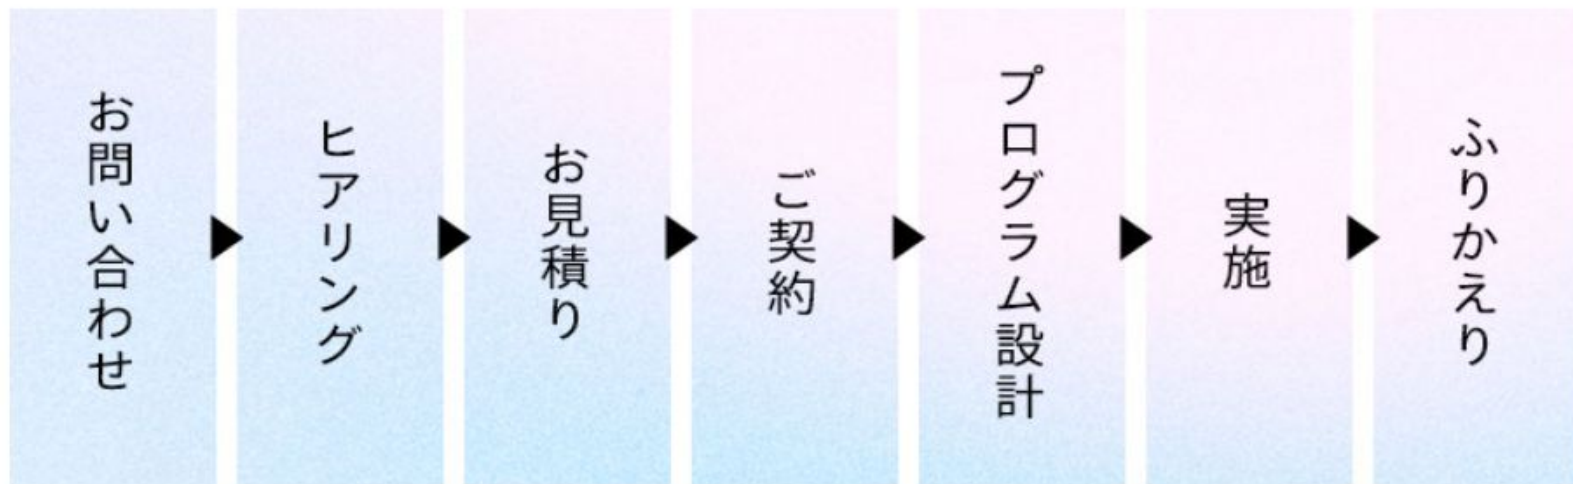 お問い合わせ
ヒアリング
お見積り
ご契約
プログラム設計
実施
ふりかえり